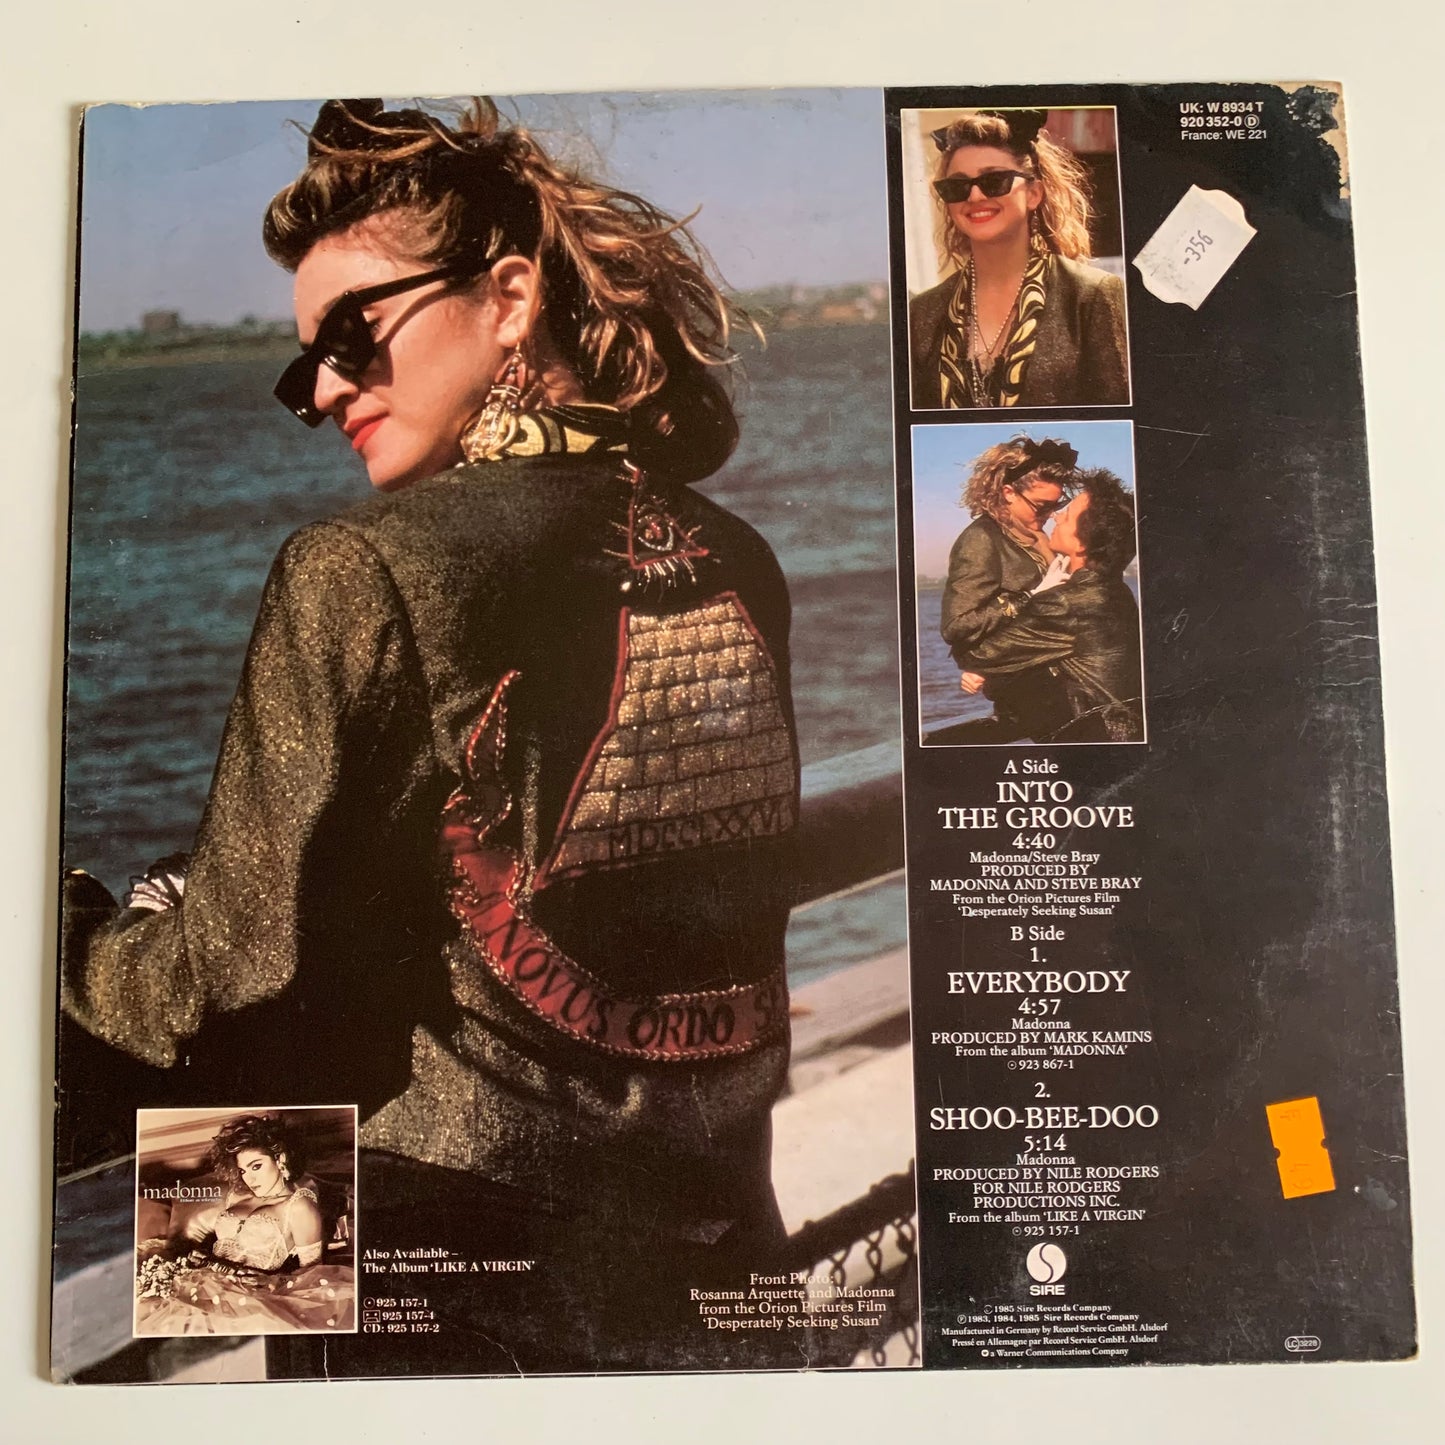 UK: W 8934 T
920 352-0 Ⓓ
France: WE 221
-356
MDCCLXXVI
NOVUS ORDO S
madonna
Also Available –
The Album ‘LIKE A VIRGIN’
925 157-1
925 157-4
CD: 925 157-2
Front Photo:
Rosanna Arquette and Madonna
from the Orion Pictures Film
‘Desperately Seeking Susan’
A Side
INTO
THE GROOVE
4:40
Madonna/Steve Bray
PRODUCED BY
MADONNA AND STEVE BRAY
From the Orion Pictures Film
‘Desperately Seeking Susan’
B Side
1.
EVERYBODY
4:57
Madonna
PRODUCED BY MARK KAMINS
From the album ‘MADONNA’
923 867-1
2.
SHOO-BEE-DOO
5:14
Madonna
PRODUCED BY NILE RODGERS
FOR NILE RODGERS
PRODUCTIONS INC.
From the album ‘LIKE A VIRGIN’
925 157-1
SIRE
© 1985 Sire Records Company
℗ 1983, 1984, 1985 Sire Records Company
Manufactured in Germany by Record Service GmbH. Alsdorf
Pressé en Allemagne par Record Service GmbH. Alsdorf
a Warner Communications Company
LC 3228